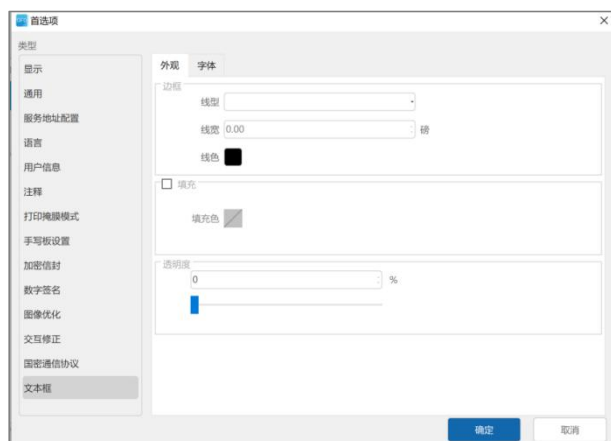 首选项
类型
显示
通用
服务地址配置
语言
用户信息
注释
打印掩膜模式
手写板设置
加密信封
数字签名
图像优化
交互修正
国密通信协议
文本框
外观 字体
边框
线型
线宽 0.00 磅
线色
填充
填充色
透明度
0 %
确定 取消